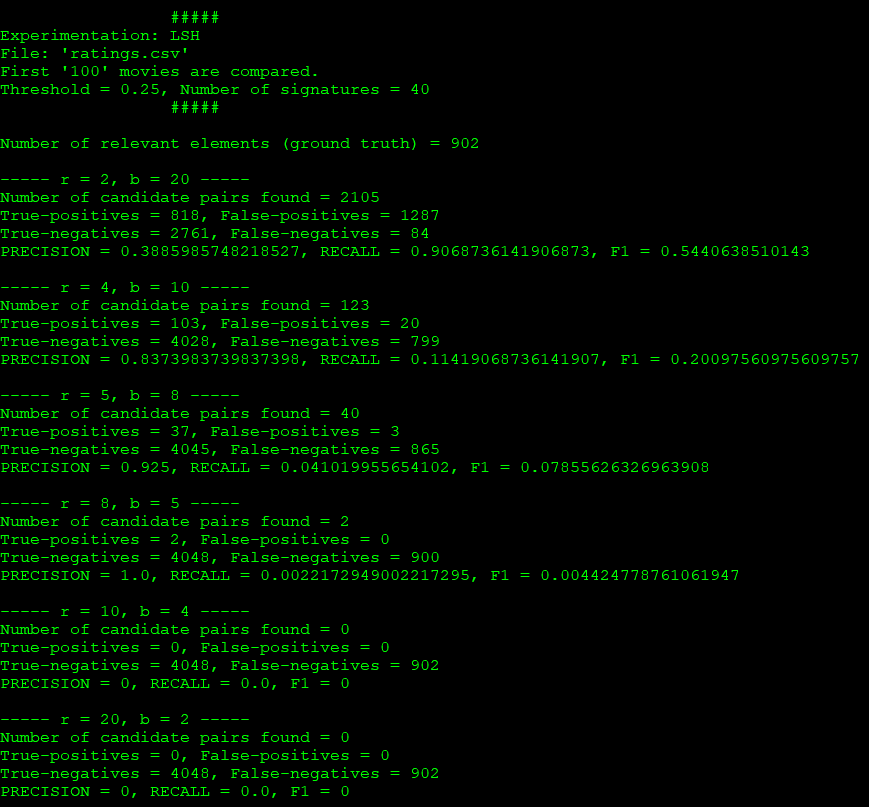 #####
Experimentation: LSH
File: 'ratings.csv'
First '100' movies are compared.
Threshold = 0.25, Number of signatures = 40
#####
Number of relevant elements (ground truth) = 902
----- r = 2, b = 20 -----
Number of candidate pairs found = 2105
True-positives = 818, False-positives = 1287
True-negatives = 2761, False-negatives = 84
PRECISION = 0.3885985748218527, RECALL = 0.9068736141906873, F1 = 0.5440638510143
----- r = 4, b = 10 -----
Number of candidate pairs found = 123
True-positives = 103, False-positives = 20
True-negatives = 4028, False-negatives = 799
PRECISION = 0.8373983739837398, RECALL = 0.11419068736141907, F1 = 0.20097560975609757
----- r = 5, b = 8 -----
Number of candidate pairs found = 40
True-positives = 37, False-positives = 3
True-negatives = 4045, False-negatives = 865
PRECISION = 0.925, RECALL = 0.041019955654102, F1 = 0.07855626326963908
----- r = 8, b = 5 -----
Number of candidate pairs found = 2
True-positives = 2, False-positives = 0
True-negatives = 4048, False-negatives = 900
PRECISION = 1.0, RECALL = 0.0022172949002217295, F1 = 0.004424778761061947
----- r = 10, b = 4 -----
Number of candidate pairs found = 0
True-positives = 0, False-positives = 0
True-negatives = 4048, False-negatives = 902
PRECISION = 0, RECALL = 0.0, F1 = 0
----- r = 20, b = 2 -----
Number of candidate pairs found = 0
True-positives = 0, False-positives = 0
True-negatives = 4048, False-negatives = 902
PRECISION = 0, RECALL = 0.0, F1 = 0